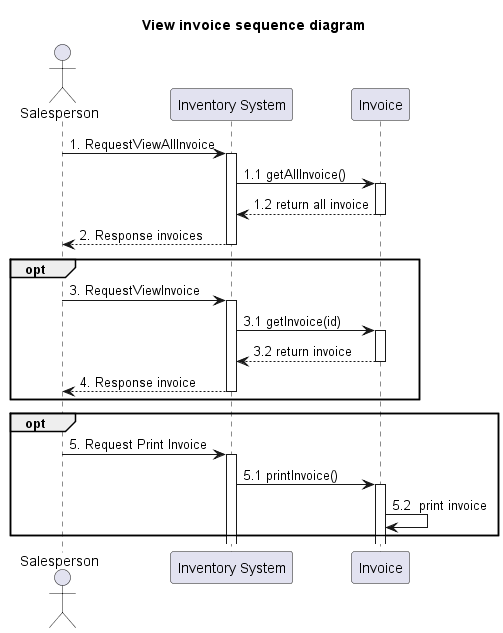 View invoice sequence diagram
Salesperson
Inventory System
Invoice
1. RequestViewAllInvoice
1.1 getAllInvoice()
1.2 return all invoice
2. Response invoices
opt
3. RequestViewInvoice
3.1 getInvoice(id)
3.2 return invoice
4. Response invoice
opt
5. Request Print Invoice
5.1 printInvoice()
5.2  print invoice
Salesperson
Inventory System
Invoice